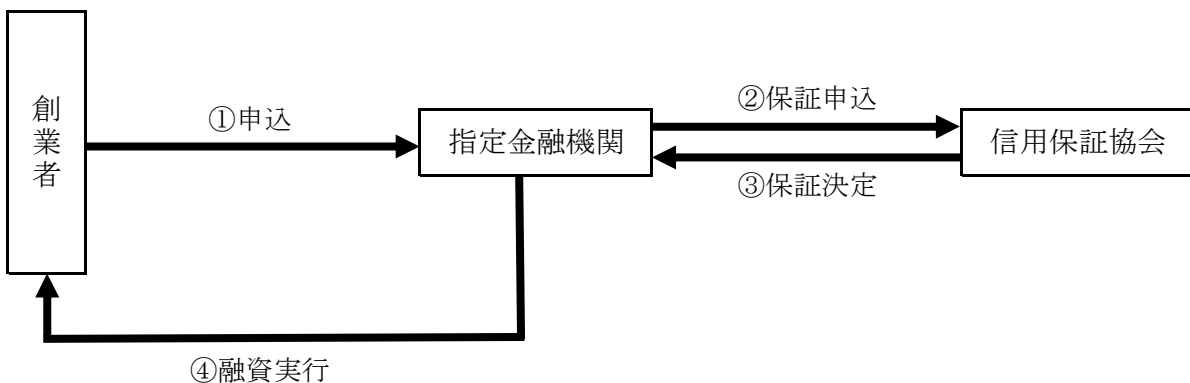 創業者
①申込
指定金融機関
②保証申込
③保証決定
信用保証協会
④融資実行